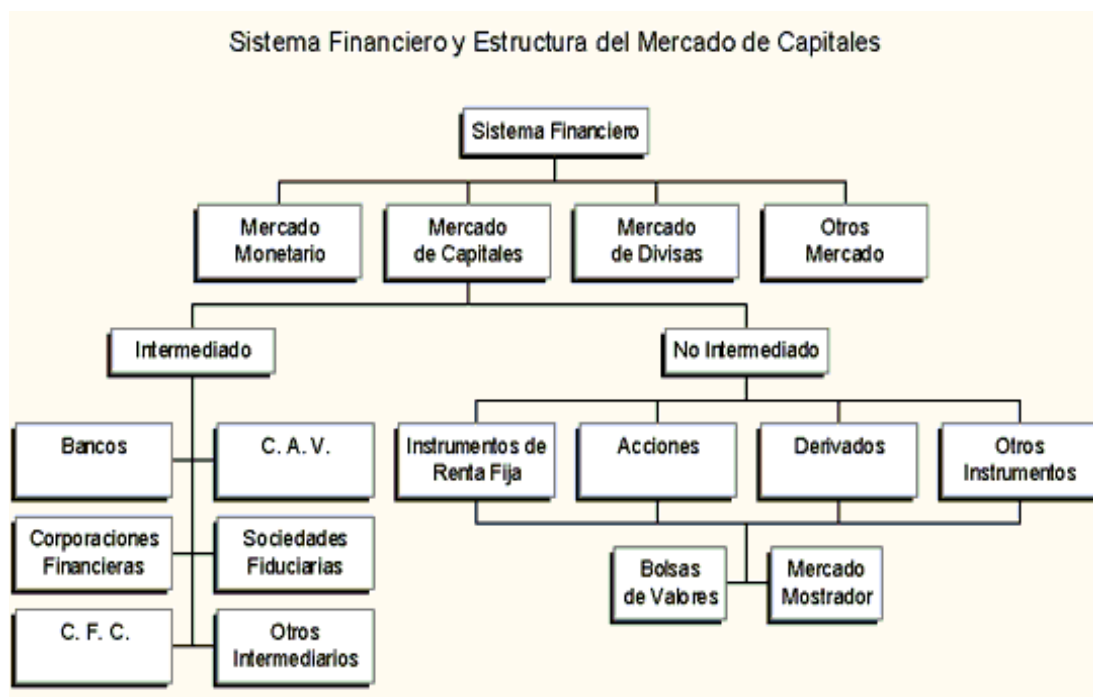 Sistema Financiero y Estructura del Mercado de Capitales
Sistema Financiero
Mercado
Monetario
Mercado
de Capitales
Mercado
de Divisas
Otros
Mercado
Intermediado
No Intermediado
Bancos
C. A. V.
Corporaciones
Financieras
Sociedades
Fiduciarias
C. F. C.
Otros
Intermediarios
Instrumentos de
Renta Fija
Acciones
Derivados
Otros
Instrumentos
Bolsas
de Valores
Mercado
Mostrador